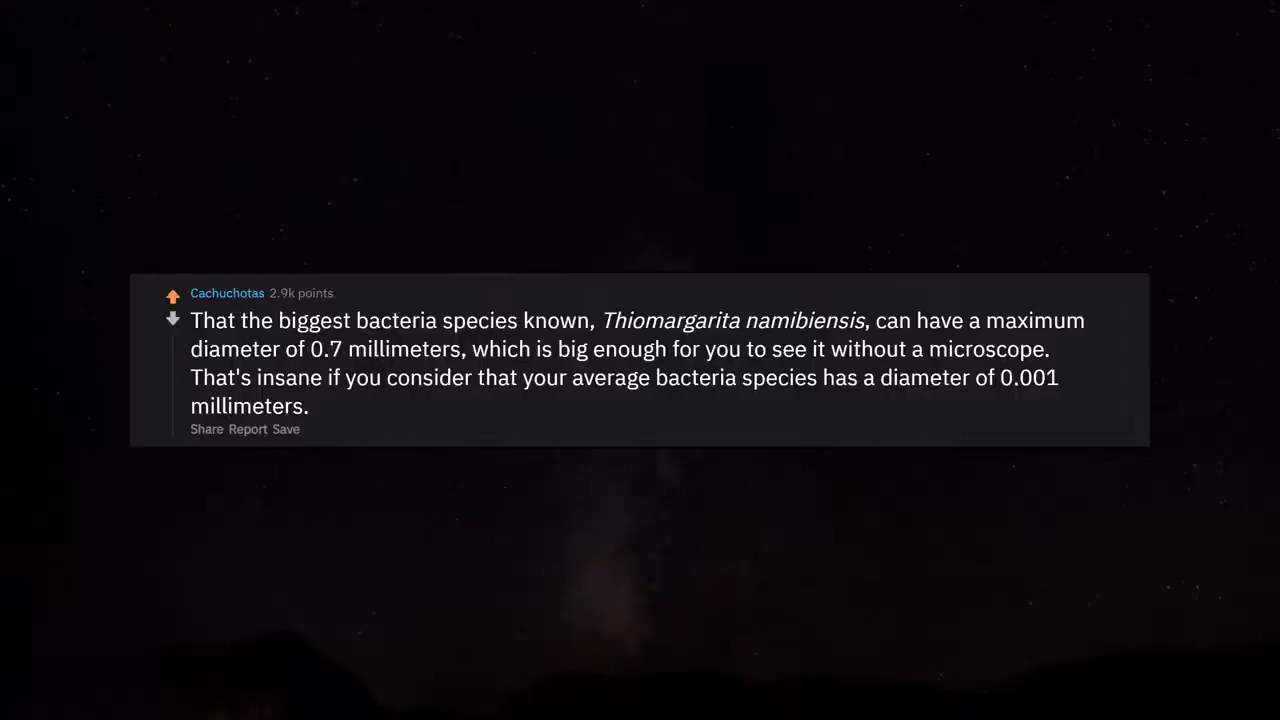 Cachuchotas 2.9k points
That the biggest bacteria species known, Thiomargarita namibiensis, can have a maximum
diameter of 0.7 millimeters, which is big enough for you to see it without a microscope.
That's insane if you consider that your average bacteria species has a diameter of 0.001
millimeters.
Share Report Save